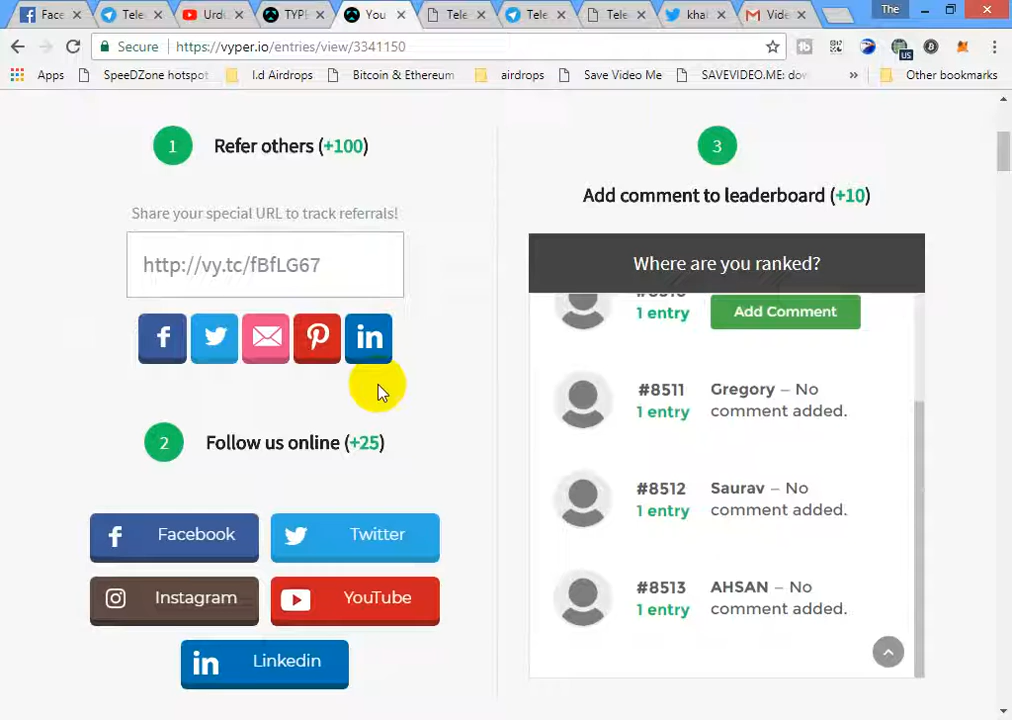 Face
Tele
Urdu
TYPE
You
Tele
Tele
Tele
khal
Vide
The
Secure
https://vyper.io/entries/view/3341150
US
Apps
SpeeDZone hotspot
I.d Airdrops
Bitcoin & Ethereum
airdrops
Save Video Me
SAVEVIDEO.ME: dow
»
Other bookmarks
1
Refer others (+100)
Share your special URL to track referrals!
http://vy.tc/fBfLG67
2
Follow us online (+25)
Facebook
Twitter
Instagram
YouTube
Linkedin
3
Add comment to leaderboard (+10)
Where are you ranked?
#8510
1 entry
Add Comment
#8511
1 entry
Gregory – No
comment added.
#8512
1 entry
Saurav – No
comment added.
#8513
1 entry
AHSAN – No
comment added.